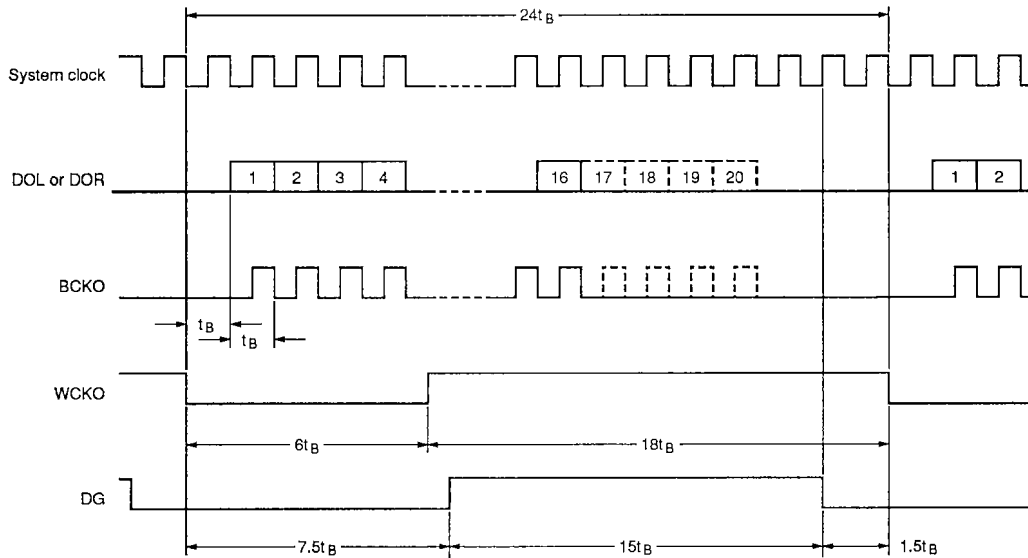 24tB
System clock
DOL or DOR
1 2 3 4 16 17 18 19 20 1 2
BCKO
tB
tB
WCKO
6tB 18tB
DG
7.5tB 15tB 1.5tB